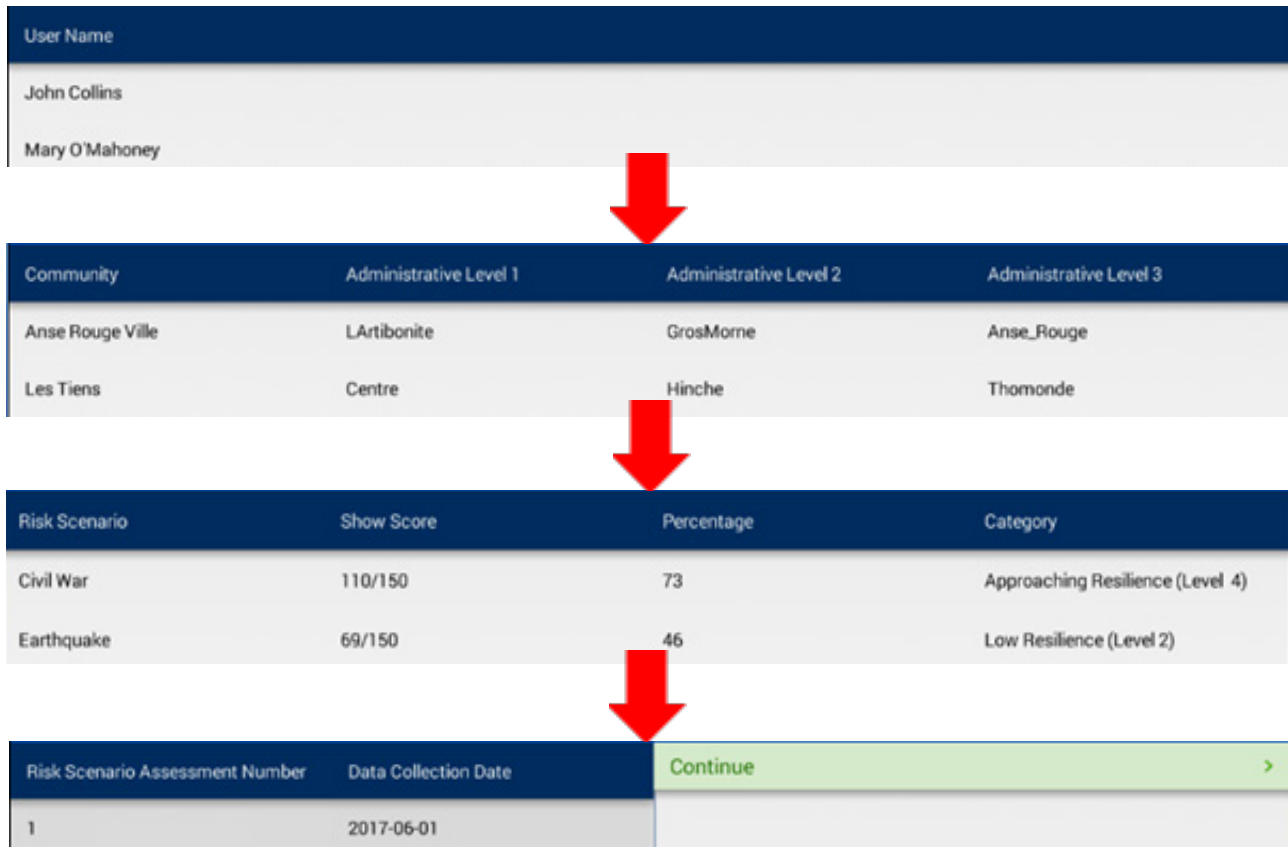 User Name
John Collins
Mary O'Mahoney
Community Administrative Level 1 Administrative Level 2 Administrative Level 3
Anse Rouge Ville LArtibonite GrosMorne Anse_Rouge
Les Tiens Centre Hinche Thomonde
Risk Scenario Show Score Percentage Category
Civil War 110/150 73 Approaching Resilience (Level 4)
Earthquake 69/150 46 Low Resilience (Level 2)
Risk Scenario Assessment Number Data Collection Date Continue >
1 2017-06-01